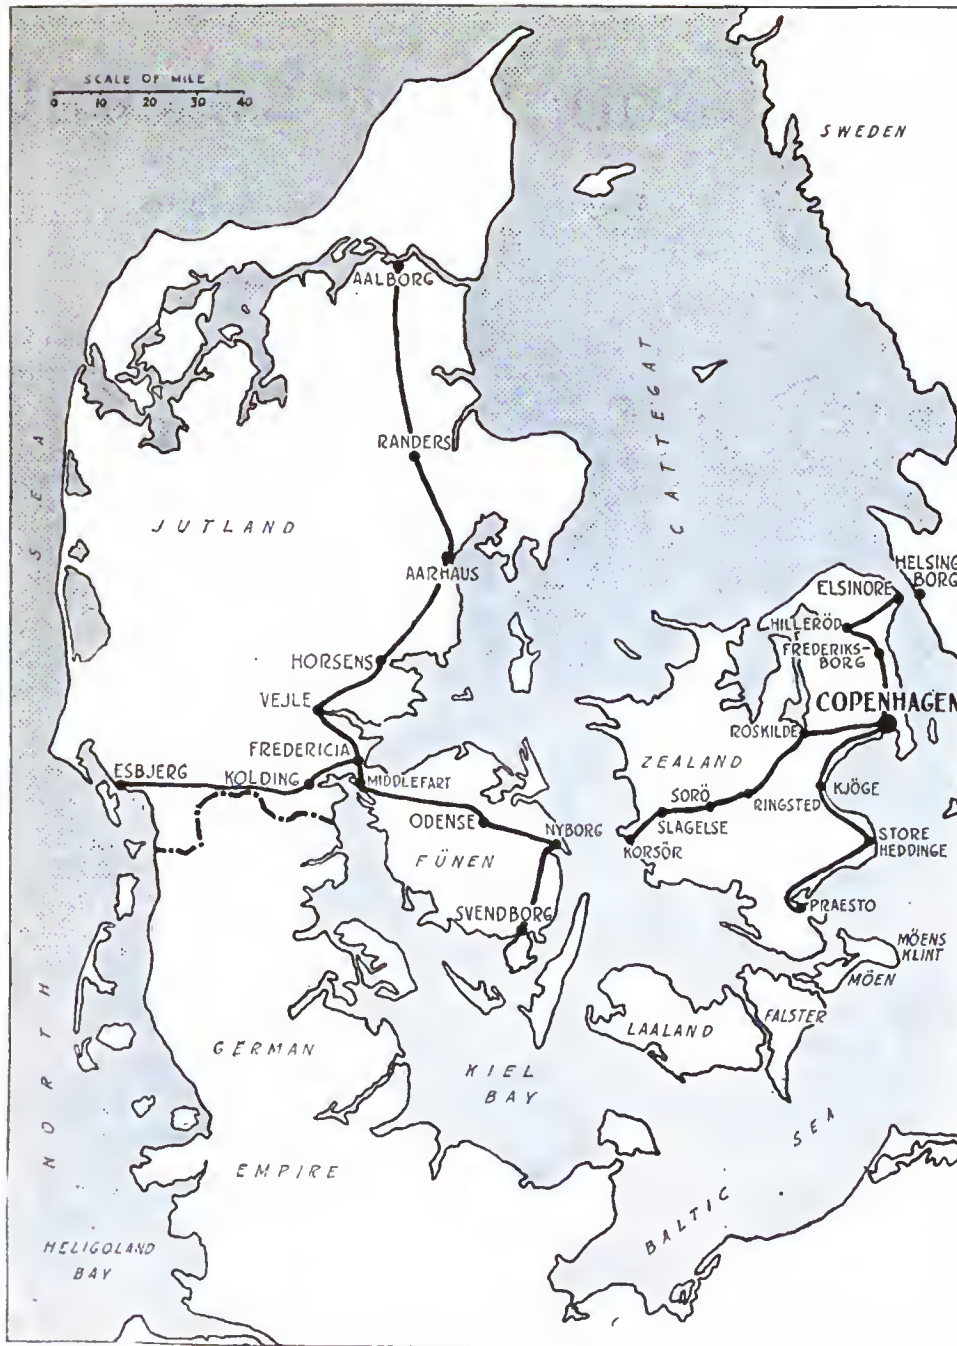 SCALE OF MILE
0 10 20 30 40
SWEDEN
AALBORG
CATTEGAT
RANDERS
JUTLAND
AARHAUS
HELSING
BORG
ELSINORE
HILLERÖD
FREDERIKS-
BORG
HORSENS
VEJLE
COPENHAGEN
ROSKILDE
FREDERICIA
ZEALAND
ESBJERG
KOLDING
MIDDLEFART
KJÖGE
SORÖ
RINGSTED
SLAGELSE
ODENSE
NYBORG
KORSÖR
STORE
HEDDINGE
FÜNEN
SVENDBORG
PRAESTO
MÖENS
KLINT
MÖEN
FALSTER
LAALAND
GERMAN
EMPIRE
KIEL
BAY
NORTH SEA
BALTIC SEA
HELIGOLAND
BAY